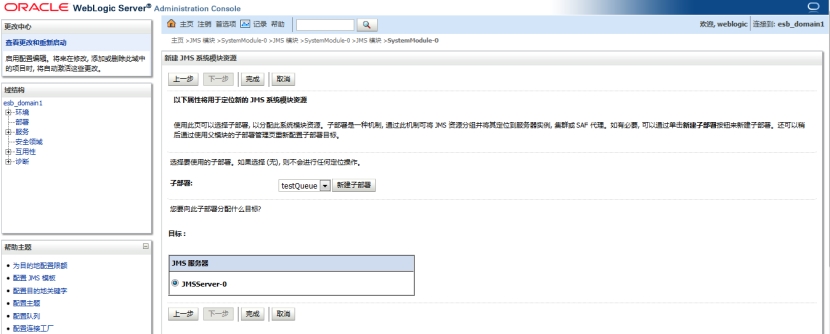 ORACLE WebLogic Server® Administration Console
更改中心
查看更改和重新启动
启用配置编辑。将来在修改, 添加或删除此域中的项目时, 将自动激活这些更改。
域结构
esb_domain1
环境
部署
服务
安全领域
互用性
诊断
帮助主题
为目的地配置限额
配置 JMS 模板
配置目的地关键字
配置主题
配置队列
配置连接工厂
主页 注销 首选项 记录 帮助
欢迎, weblogic 连接到: esb_domain1
主页 >JMS 模块 >SystemModule-0 >JMS 模块 >SystemModule-0 >JMS 模块 >SystemModule-0
新建 JMS 系统模块资源
上一步 下一步 完成 取消
以下属性将用于定位新的 JMS 系统模块资源
使用此页可以选择子部署, 以分配此系统模块资源。子部署是一种机制, 通过此机制可将 JMS 资源分组并将其定位到服务器实例, 集群或 SAF 代理。如有必要, 可以通过单击新建子部署按钮来新建子部署。还可以稍
后通过使用父模块的子部署管理页重新配置子部署目标。
选择要使用的子部署。如果选择 (无), 则不会进行任何定位操作。
子部署: testQueue 新建子部署
您要向此子部署分配什么目标?
目标 :
JMS 服务器
JMSServer-0
上一步 下一步 完成 取消